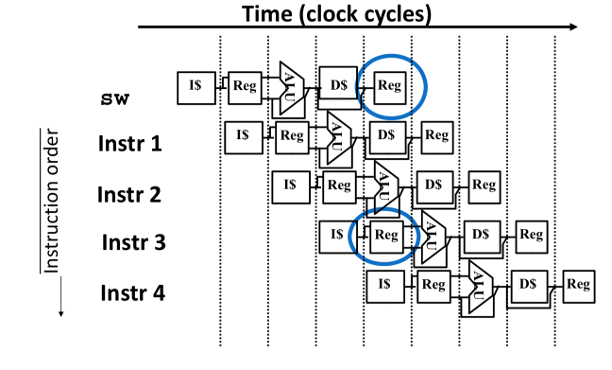 Time (clock cycles)
sw I$ Reg ALU D$ Reg
Instr 1 I$ Reg ALU D$ Reg
Instr 2 I$ Reg ALU D$ Reg
Instr 3 I$ Reg ALU D$ Reg
Instr 4 I$ Reg ALU D$ Reg
Instruction order